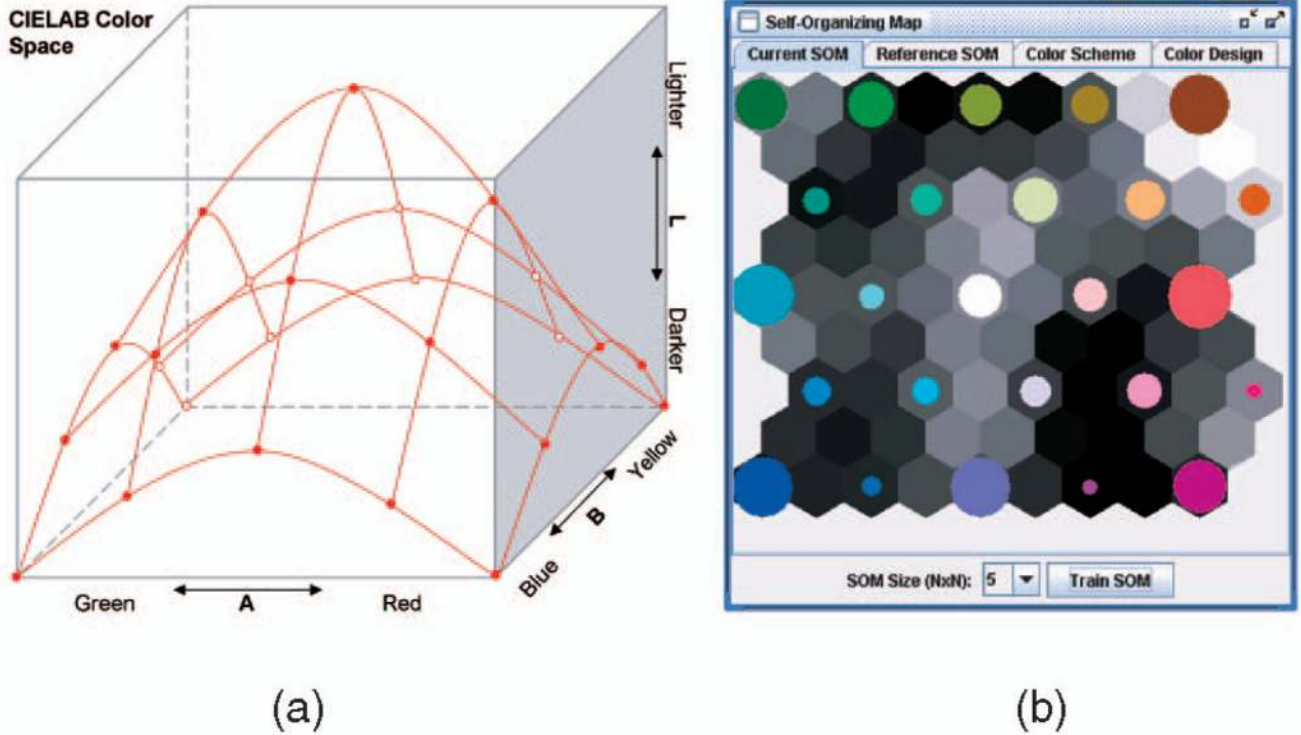 CIELAB Color
Space
Lighter
L
Darker
Yellow
B
Blue
Green
A
Red
(a)
Self-Organizing Map
Current SOM
Reference SOM
Color Scheme
Color Design
SOM Size (NxN):
5
Train SOM
(b)